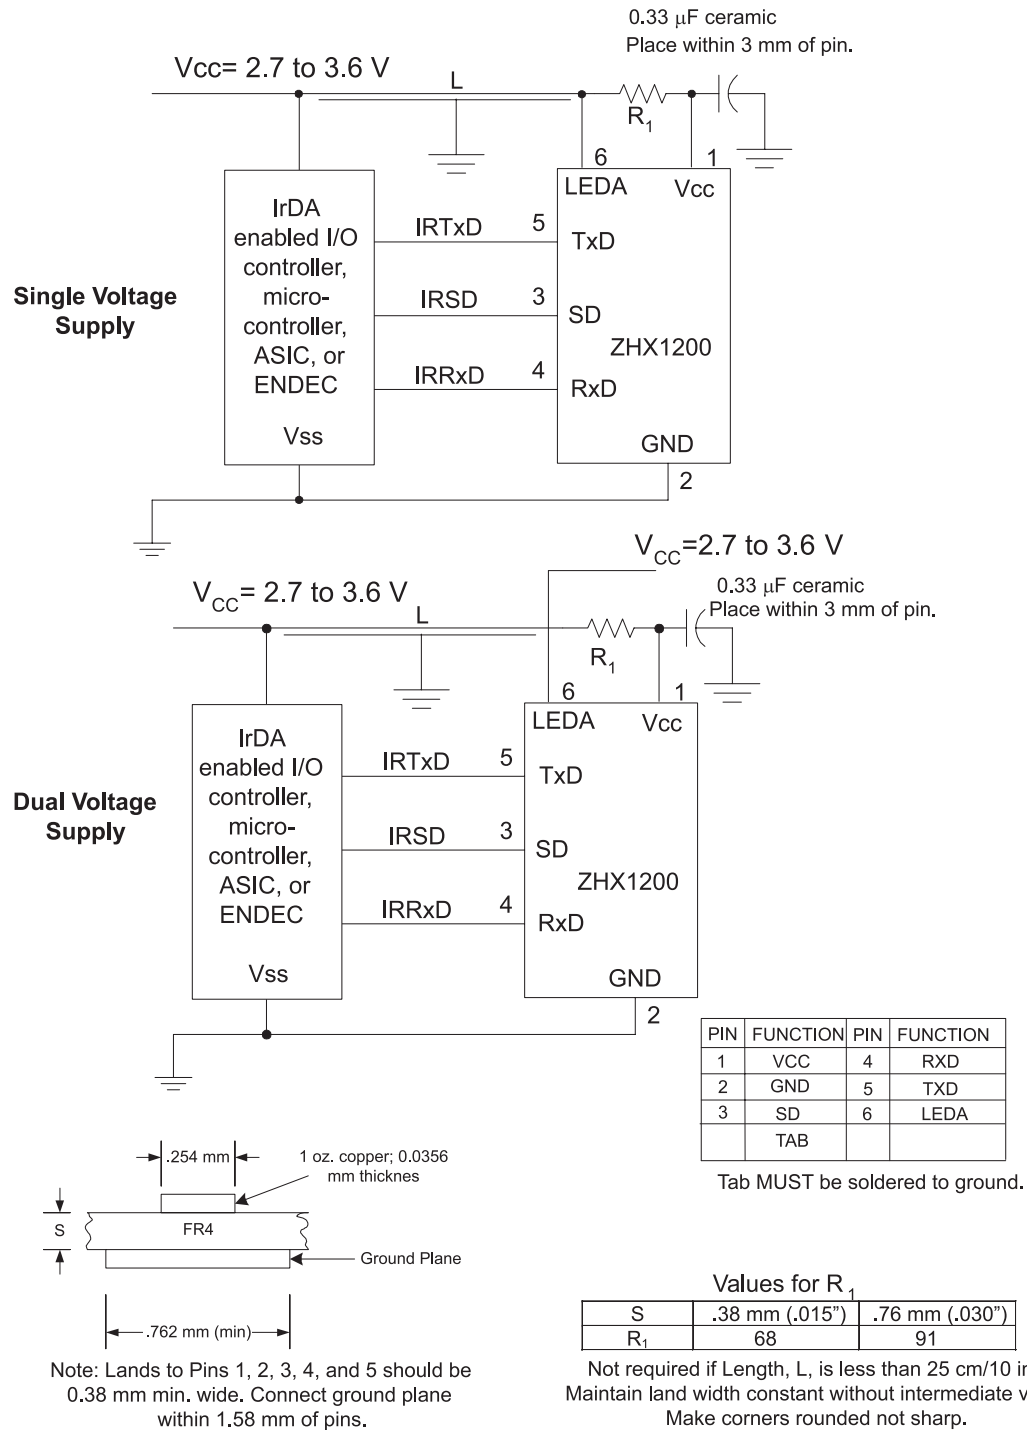 0.33 μF ceramic
Place within 3 mm of pin.
Vcc= 2.7 to 3.6 V
L
R1
6
1
LEDA
Vcc
IrDA
enabled I/O
controller,
micro-
controller,
ASIC, or
ENDEC
Vss
IRTxD
5
TxD
IRSD
3
SD
ZHX1200
IRRxD
4
RxD
GND
2
Single Voltage
Supply
VCC=2.7 to 3.6 V
VCC= 2.7 to 3.6 V
0.33 μF ceramic
Place within 3 mm of pin.
L
R1
6
1
LEDA
Vcc
IrDA
enabled I/O
controller,
micro-
controller,
ASIC, or
ENDEC
Vss
IRTxD
5
TxD
IRSD
3
SD
ZHX1200
IRRxD
4
RxD
GND
2
Dual Voltage
Supply
PIN FUNCTION PIN FUNCTION
1 VCC 4 RXD
2 GND 5 TXD
3 SD 6 LEDA
TAB
Tab MUST be soldered to ground.
.254 mm
1 oz. copper; 0.0356
mm thicknes
S
FR4
Ground Plane
.762 mm (min)
Note: Lands to Pins 1, 2, 3, 4, and 5 should be
0.38 mm min. wide. Connect ground plane
within 1.58 mm of pins.
Values for R1
S .38 mm (.015”) .76 mm (.030”)
R1 68 91
Not required if Length, L, is less than 25 cm/10 in
Maintain land width constant without intermediate v
Make corners rounded not sharp.